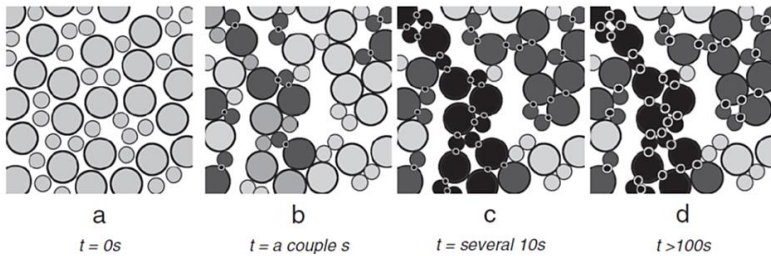 a b c d
t = 0s t = a couple s t = several 10s t >100s